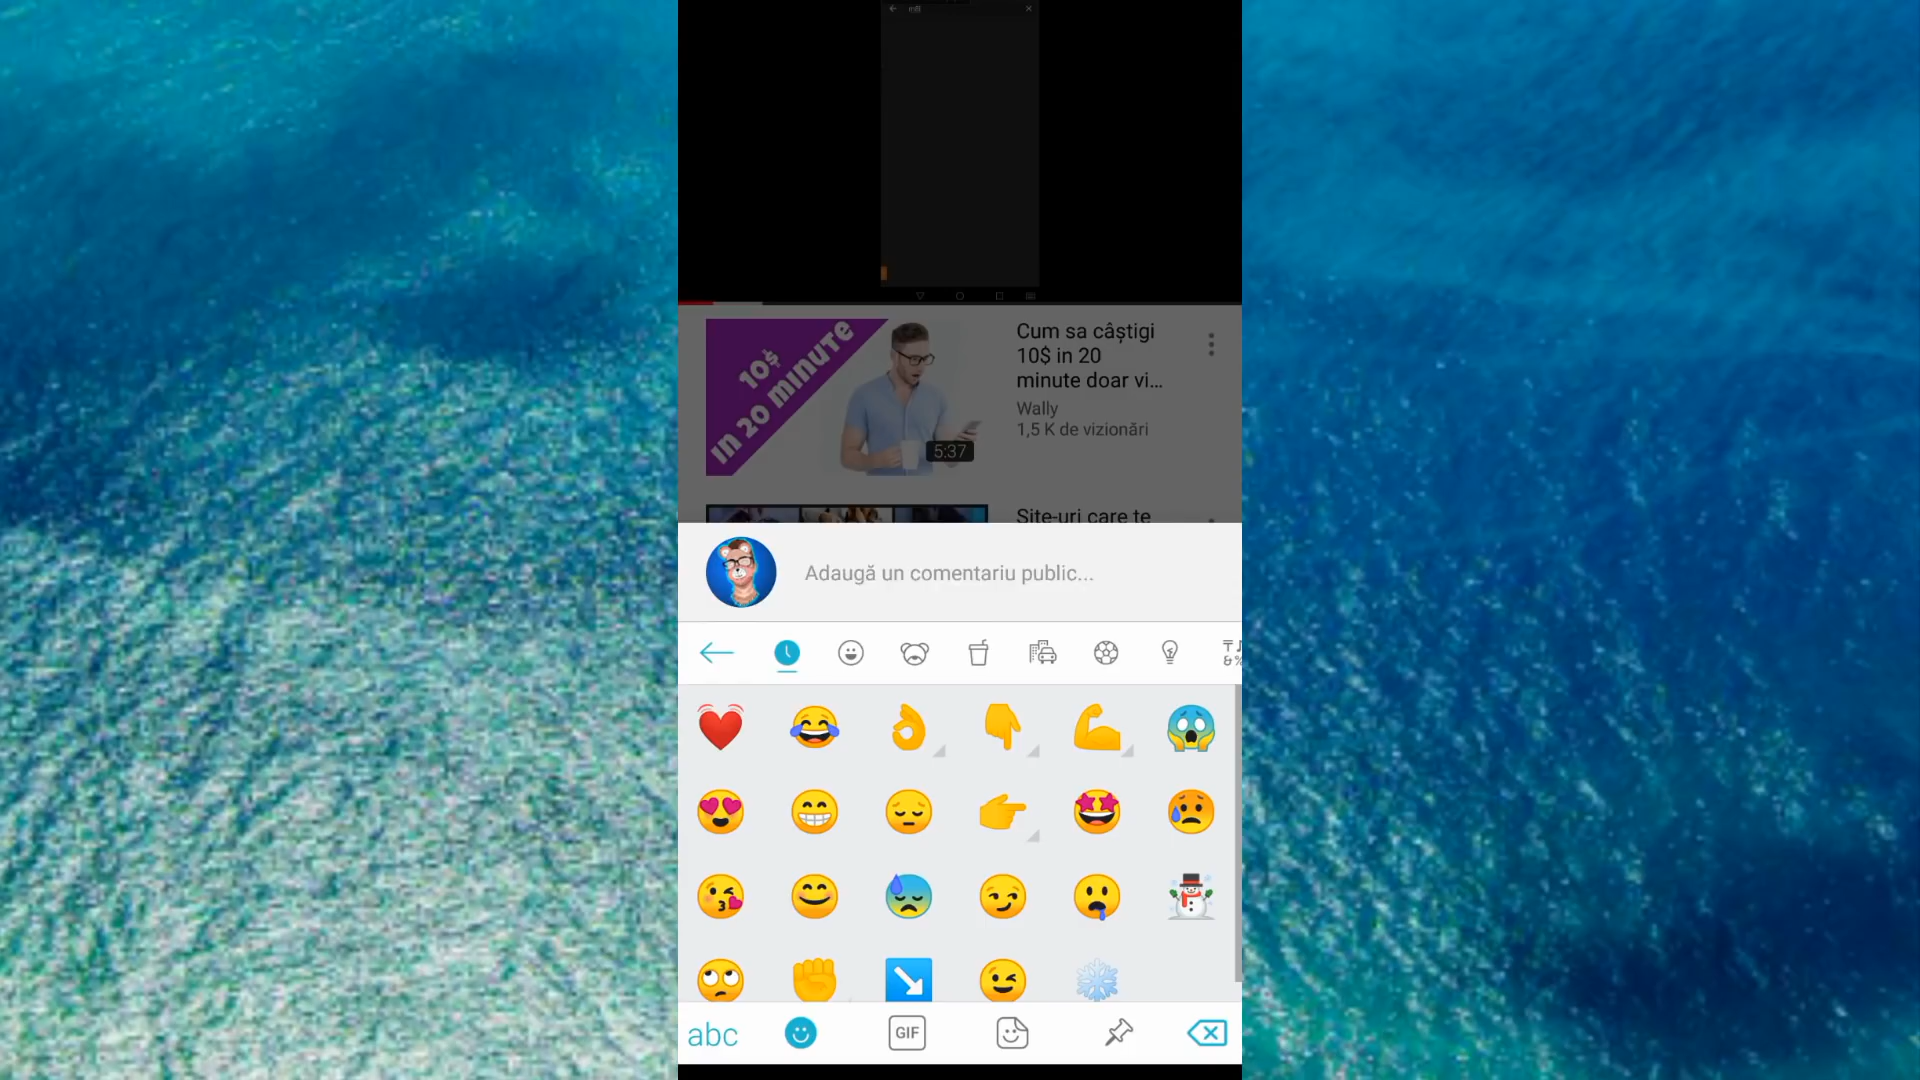 10$
IN 20 MINUTE
5:37
Cum sa câștigi
10$ in 20
minute doar vi...
Wally
1,5 K de vizionări
Site-uri care te
Adaugă un comentariu public...
abc
GIF